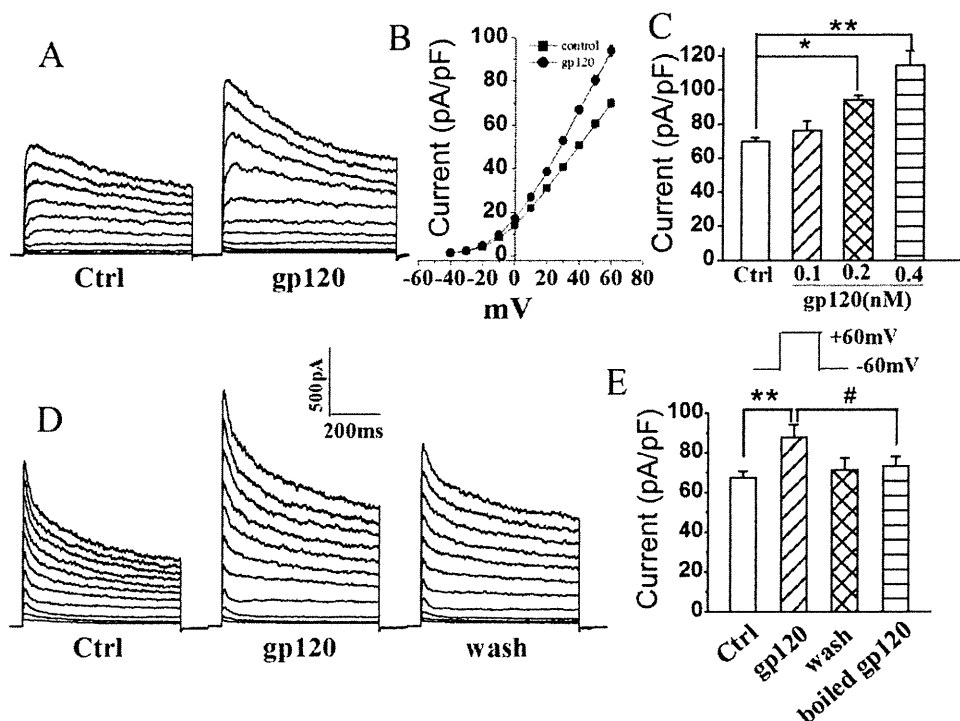 A
Ctrl
gp120
B
control
gp120
Current (pA/pF)
100
80
60
40
20
0
-60
-40
-20
0
20
40
60
80
mV
C
**
*
Current (pA/pF)
120
100
80
60
40
20
0
Ctrl
0.1
0.2
0.4
gp120(nM)
+60mV
-60mV
D
500pA
200ms
Ctrl
gp120
wash
E
**
#
Current (pA/pF)
100
80
60
40
20
0
Ctrl
gp120
wash
boiled gp120